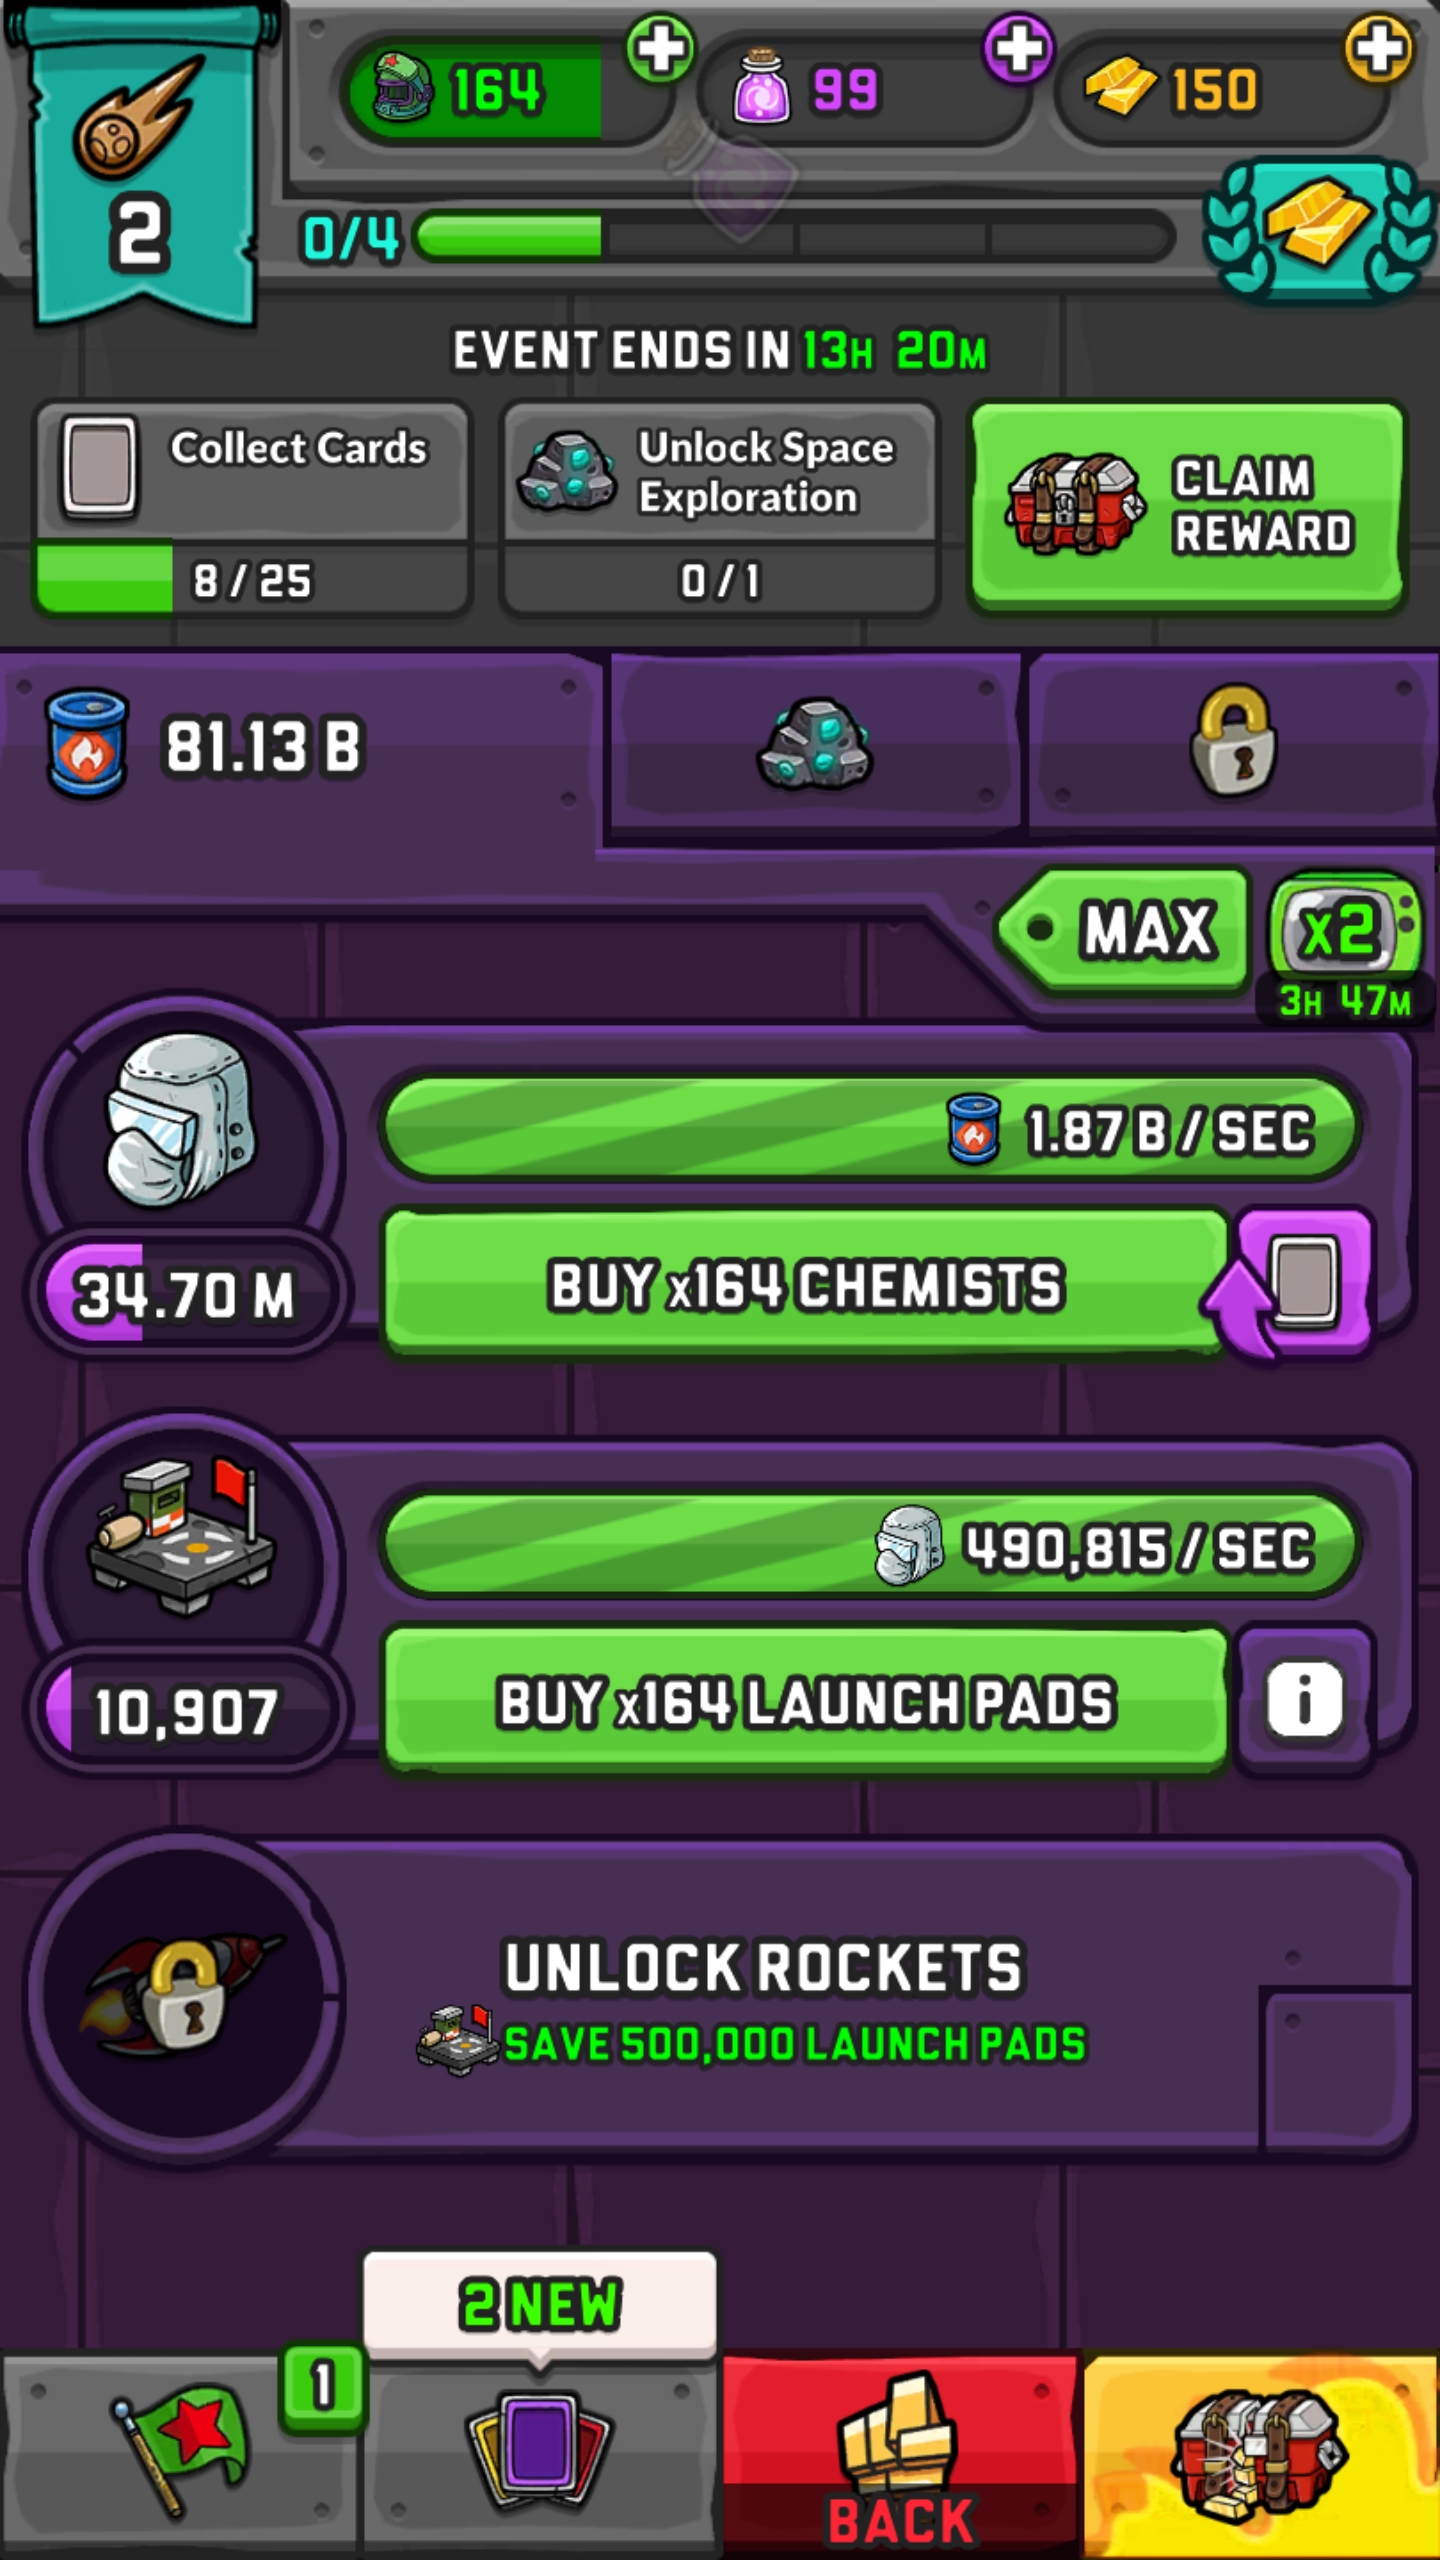 164
99
150
2
0/4
EVENT ENDS IN 13H 20M
Collect Cards
8 / 25
Unlock Space
Exploration
0 / 1
CLAIM
REWARD
81.13 B
MAX
x2
3H 47M
1.87 B / SEC
34.70 M
BUY x164 CHEMISTS
490,815 / SEC
10,907
BUY x164 LAUNCH PADS
i
UNLOCK ROCKETS
SAVE 500,000 LAUNCH PADS
2 NEW
1
BACK